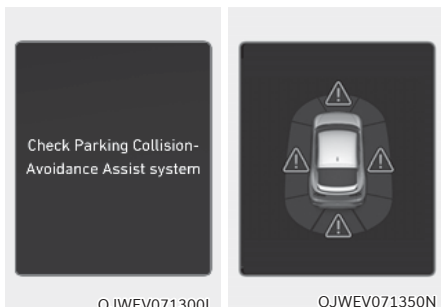 Check Parking Collision-
Avoidance Assist system
OJWEV071300L
OJWEV071350N